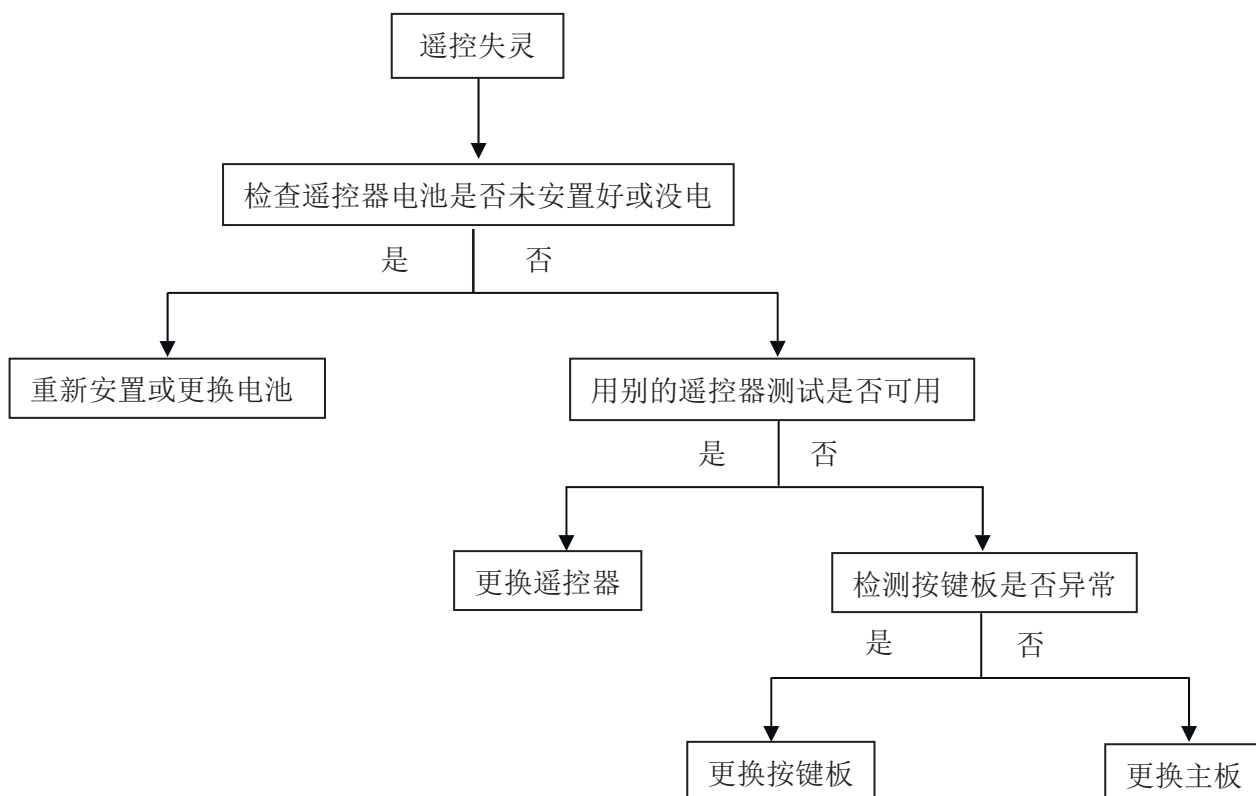 遥控失灵
检查遥控器电池是否未安置好或没电
是 否
重新安置或更换电池
用别的遥控器测试是否可用
是 否
更换遥控器
检测按键板是否异常
是 否
更换按键板
更换主板